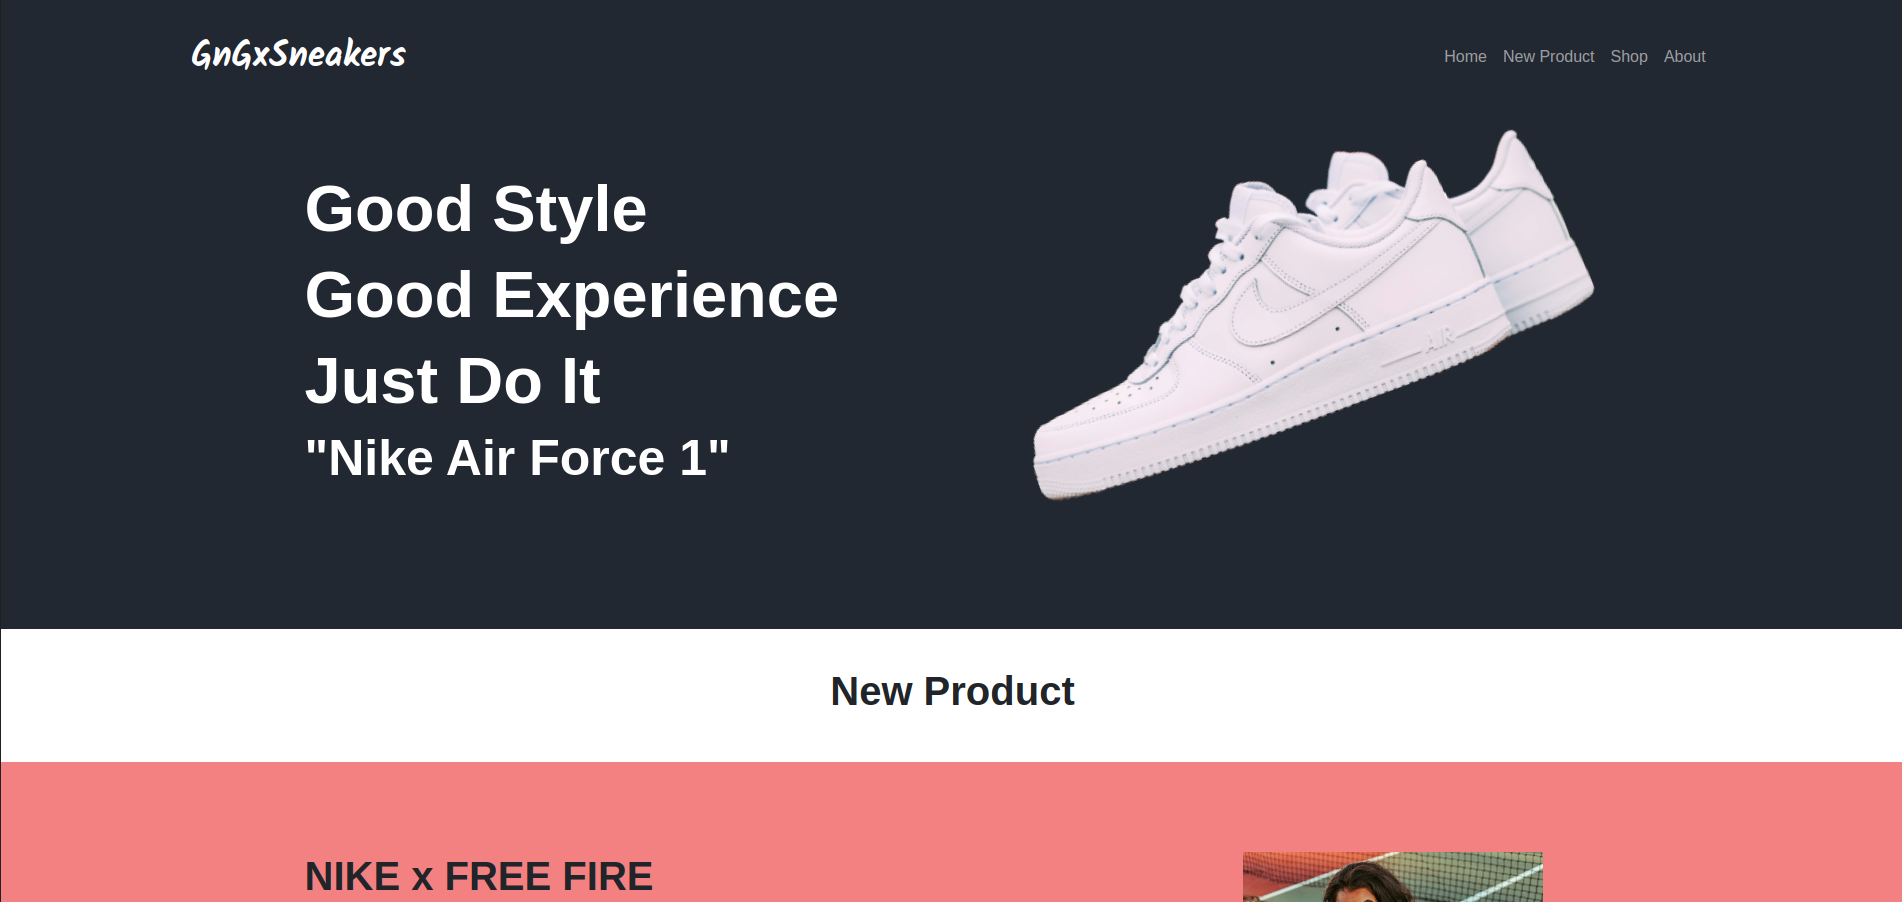 GnGxSneakers
Home New Product Shop About
Good Style
Good Experience
Just Do It
"Nike Air Force 1"
AIR
New Product
NIKE x FREE FIRE